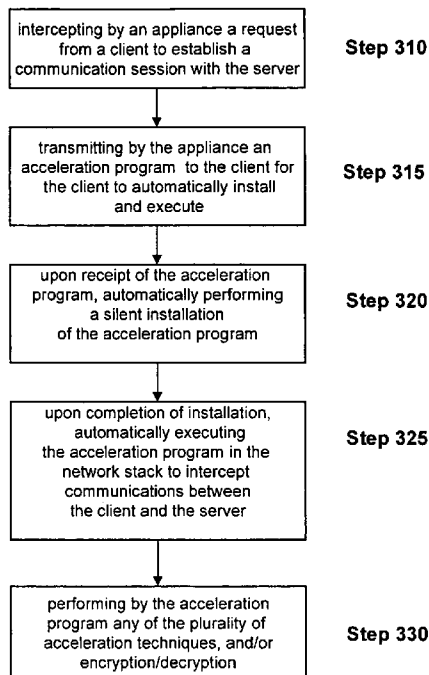 intercepting by an appliance a request
from a client to establish a
communication session with the server
Step 310
transmitting by the appliance an
acceleration program to the client for
the client to automatically install
and execute
Step 315
upon receipt of the acceleration
program, automatically performing
a silent installation
of the acceleration program
Step 320
upon completion of installation,
automatically executing
the acceleration program in the
network stack to intercept
communications between
the client and the server
Step 325
performing by the acceleration
program any of the plurality of
acceleration techniques, and/or
encryption/decryption
Step 330